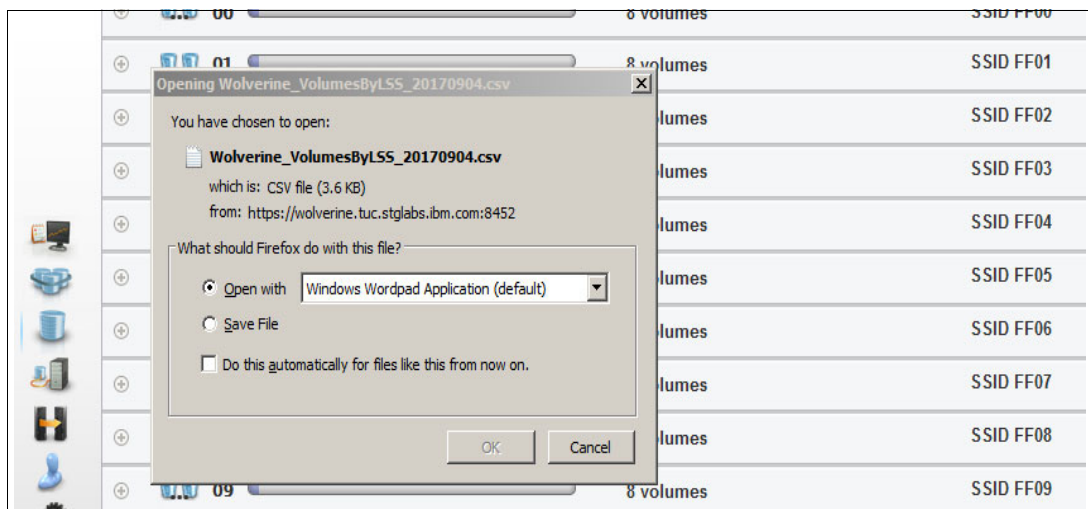 00 8 volumes SSID FF00
01 8 volumes SSID FF01
Opening Wolverine_VolumesByLSS_20170904.csv
lumes SSID FF02
You have chosen to open:
Wolverine_VolumesByLSS_20170904.csv
lumes SSID FF03
which is: CSV file (3.6 KB)
from: https://wolverine.tuc.stglabs.ibm.com:8452
lumes SSID FF04
What should Firefox do with this file?
Open with Windows Wordpad Application (default)
lumes SSID FF05
Save File
lumes SSID FF06
Do this automatically for files like this from now on.
lumes SSID FF07
OK Cancel
lumes SSID FF08
09 8 volumes SSID FF09